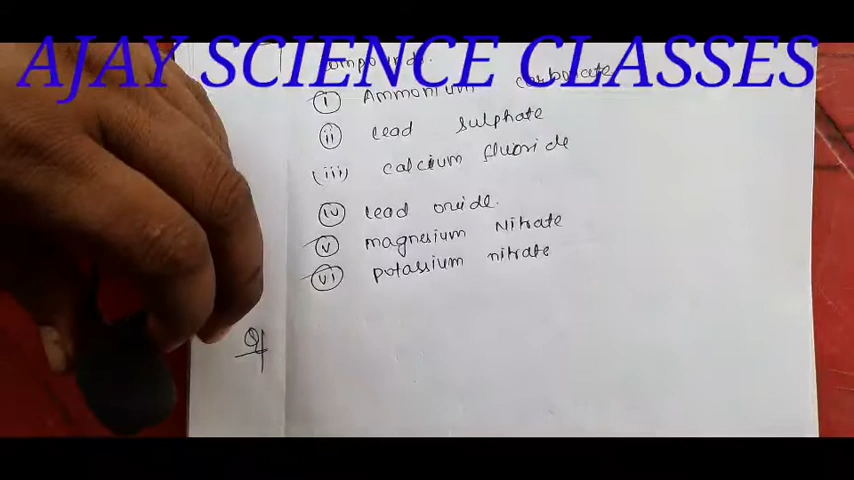 AJAY SCIENCE CLASSES
compounds.
(i) Ammonium carbonate
(ii) lead sulphate
(iii) calcium fluoride
(iv) lead oxide.
(v) magnesium Nitrate
(vi) potassium nitrate